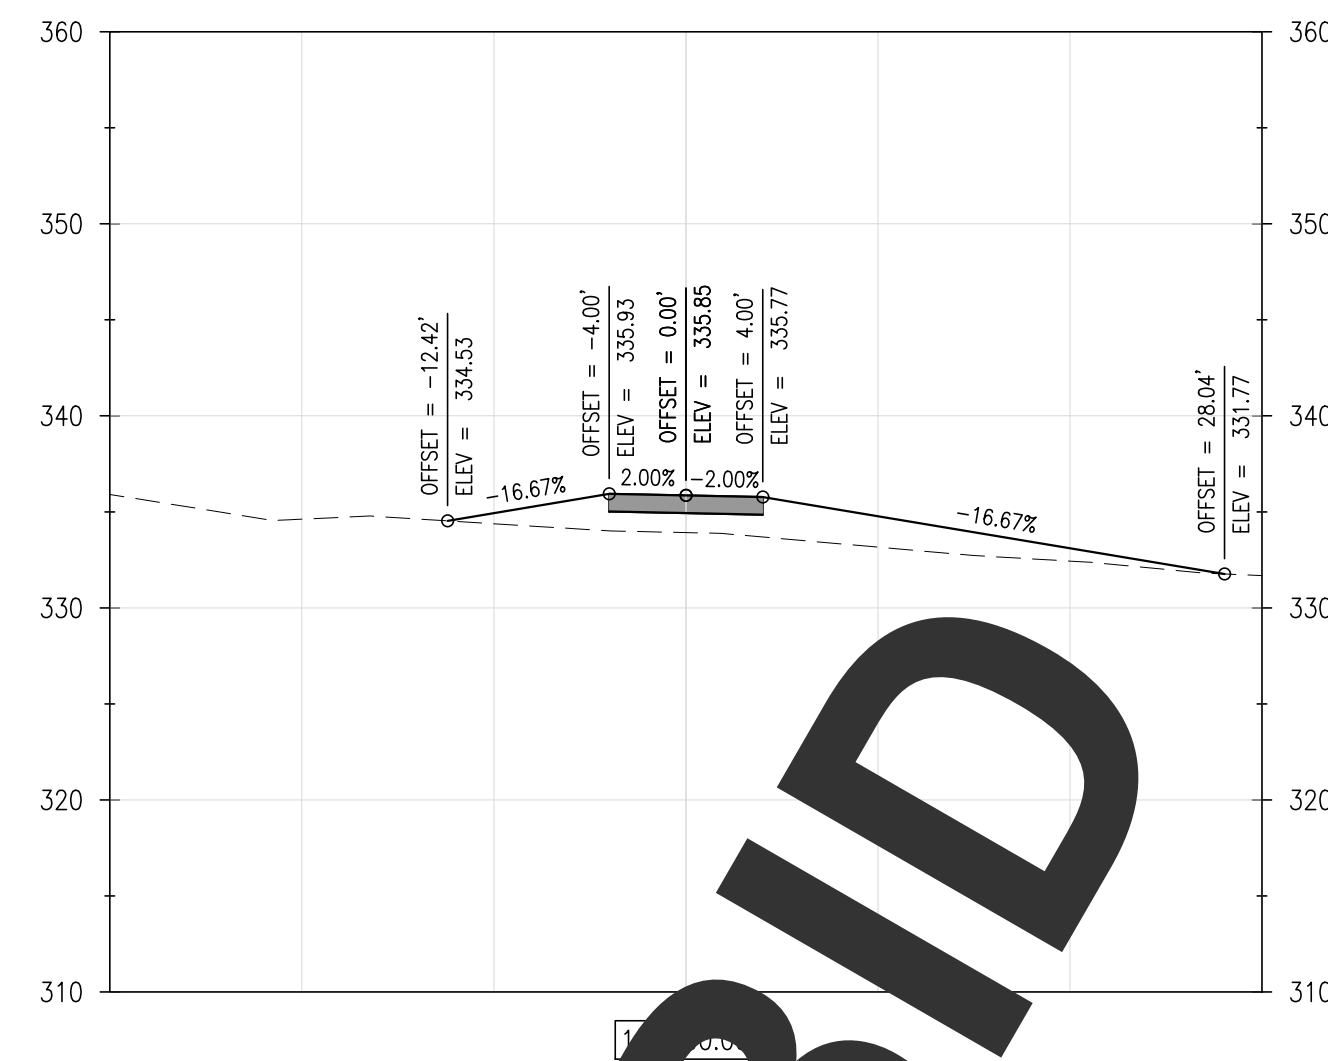 360
360
350
350
340
340
330
330
320
320
310
310
OFFSET = -12.42'
ELEV = 334.53
OFFSET = -4.00'
ELEV = 335.93
OFFSET = 0.00'
ELEV = 335.85
OFFSET = 4.00'
ELEV = 335.77
OFFSET = 28.04'
ELEV = 331.77
-16.67%
2.00%
-2.00%
-16.67%
BID